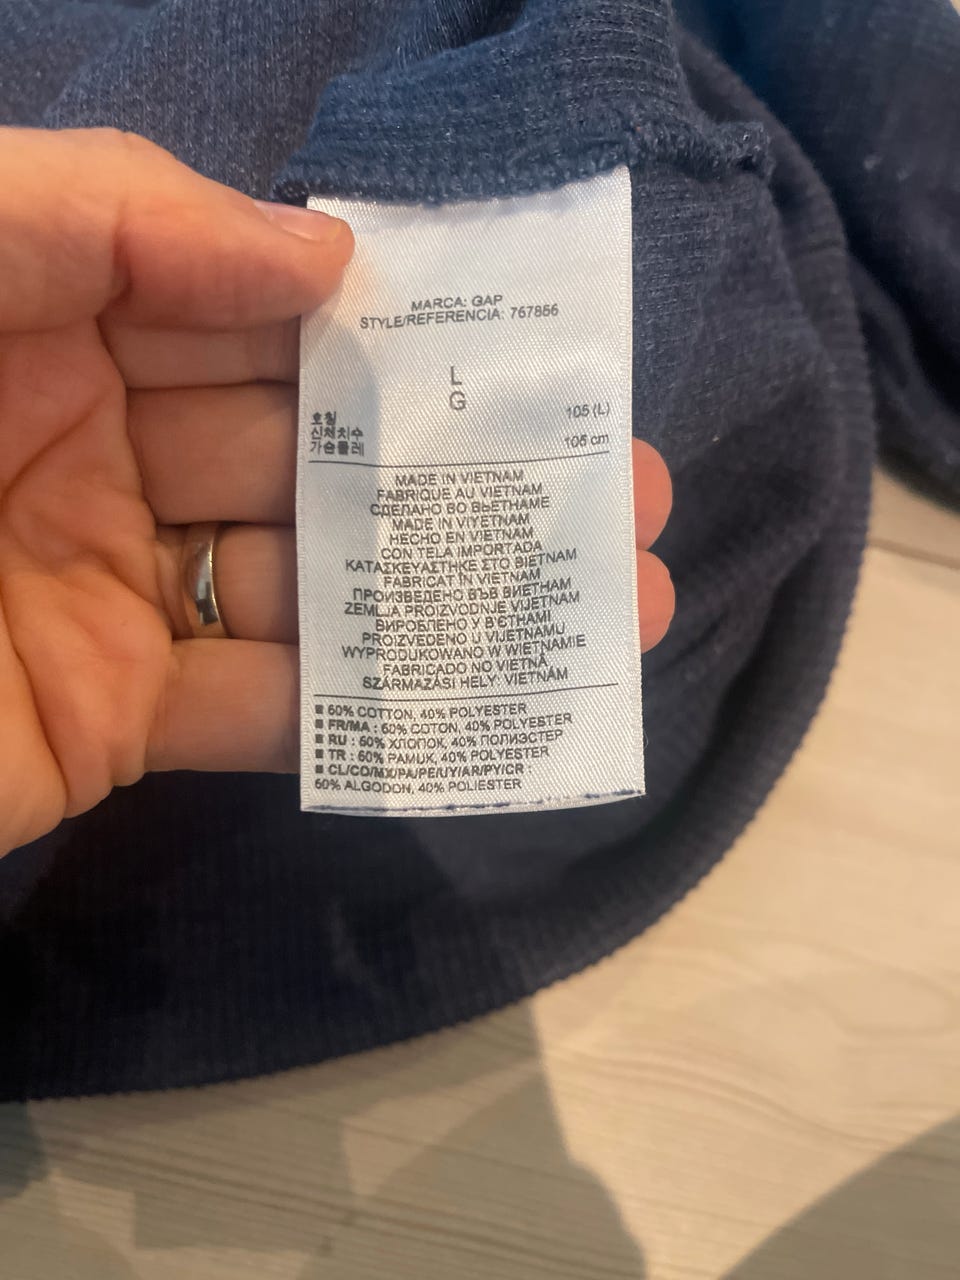 MARCA: GAP
STYLE/REFERENCIA: 767856
L
G
호칭 105 (L)
신체치수
가슴둘레 105 cm
MADE IN VIETNAM
FABRIQUE AU VIETNAM
СДЕЛАНО ВО ВЬЕТНАМЕ
MADE IN VIYETNAM
HECHO EN VIETNAM
CON TELA IMPORTADA
ΚΑΤΑΣΚΕΥΑΣΤΗΚΕ ΣΤΟ ΒΙΕΤΝΑΜ
FABRICAT ÎN VIETNAM
ПРОИЗВЕДЕНО ВЪВ ВИЕТНАМ
ZEMLJA PROIZVODNJE VIJETNAM
ВИРОБЛЕНО У В'ЄТНАМІ
PROIZVEDENO U VIJETNAMU
WYPRODUKOWANO W WIETNAMIE
FABRICADO NO VIETNÃ
SZÁRMAZÁSI HELY: VIETNÁM
■ 60% COTTON, 40% POLYESTER
■ FR/MA : 60% COTON, 40% POLYESTER
■ RU : 60% ХЛОПОК, 40% ПОЛИЭСТЕР
■ TR : 60% PAMUK, 40% POLYESTER
■ CL/CO/MX/PA/PE/UY/AR/PY/CR :
60% ALGODON, 40% POLIESTER